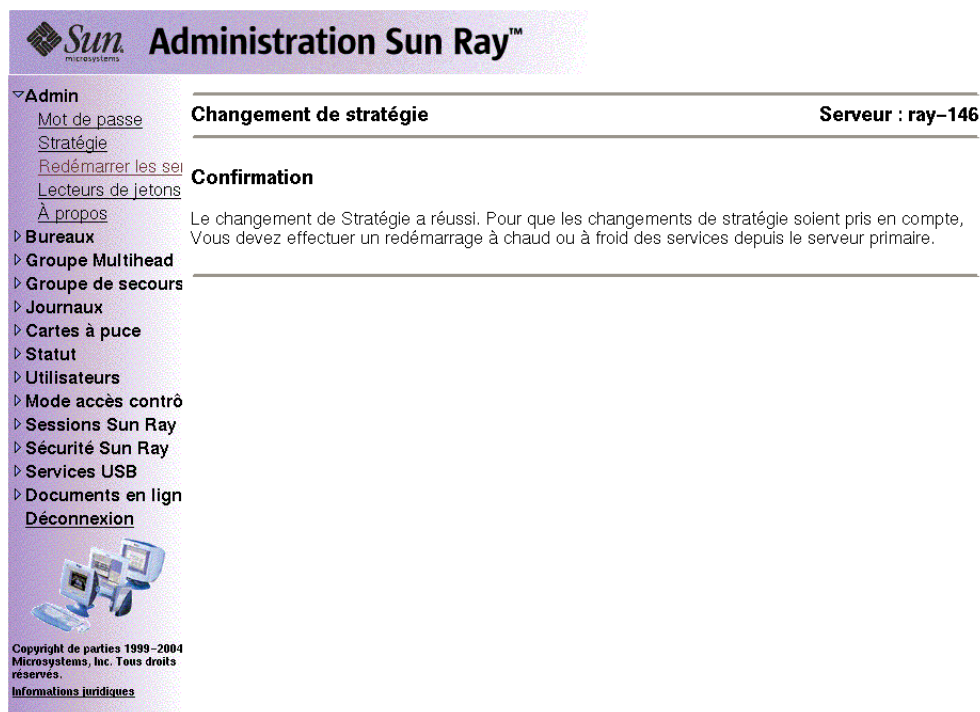 Sun
microsystems
Administration Sun Ray™
Admin
Mot de passe
Stratégie
Redémarrer les ser
Lecteurs de jetons
À propos
Bureaux
Groupe Multihead
Groupe de secours
Journaux
Cartes à puce
Statut
Utilisateurs
Mode accès contrô
Sessions Sun Ray
Sécurité Sun Ray
Services USB
Documents en lign
Déconnexion
Copyright de parties 1999–2004
Microsystems, Inc. Tous droits
réservés.
Informations juridiques
Changement de stratégie
Serveur : ray–146
Confirmation
Le changement de Stratégie a réussi. Pour que les changements de stratégie soient pris en compte,
Vous devez effectuer un redémarrage à chaud ou à froid des services depuis le serveur primaire.